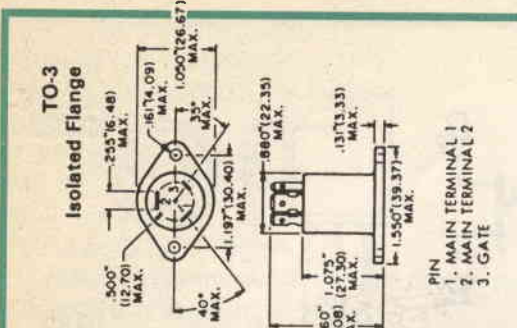 TO-3
Isolated Flange
.255"(6.48)
MAX.
.161"(4.09)
MAX.
1.050"(26.67)
MAX.
.500"
(12.70)
MAX.
35°
MAX.
40°
MAX.
1.197"(30.40)
MAX.
2
3
.880"(22.35)
MAX.
.131"(3.33)
MAX.
1.075"
(27.30)
MAX.
1.550"(39.37)
MAX.
PIN
1. MAIN TERMINAL 1
2. MAIN TERMINAL 2
3. GATE